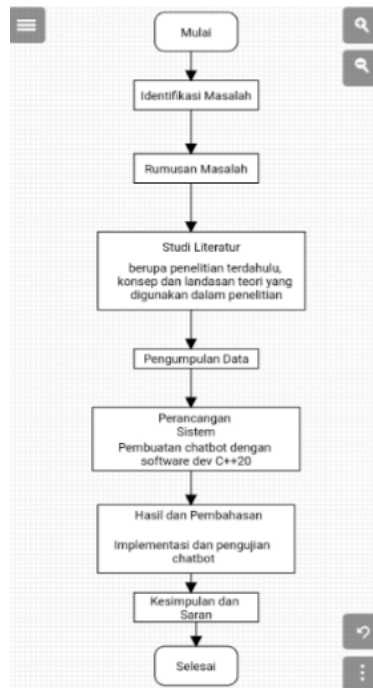 Mulai
Identifikasi Masalah
Rumusan Masalah
Studi Literatur
berupa penelitian terdahulu,
konsep dan landasan teori yang
digunakan dalam penelitian
Pengumpulan Data
Perancangan
Sistem
Pembuatan chatbot dengan
software dev C++20
Hasil dan Pembahasan
Implementasi dan pengujian
chatbot
Kesimpulan dan
Saran
Selesai